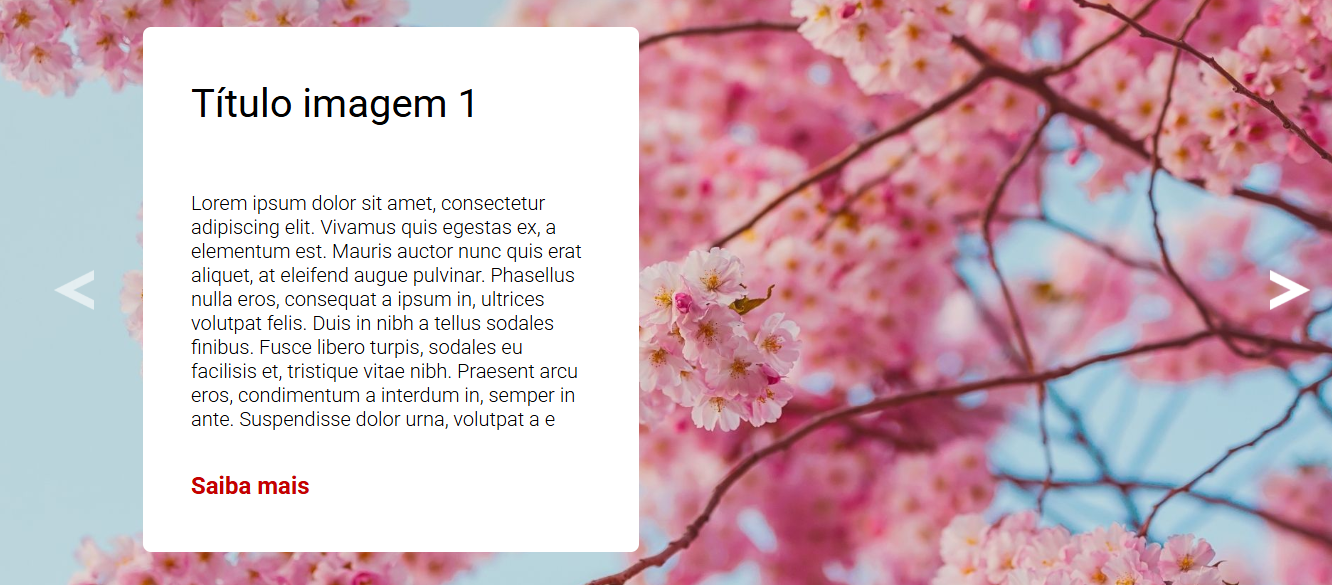 Título imagem 1
Lorem ipsum dolor sit amet, consectetur
adipiscing elit. Vivamus quis egestas ex, a
elementum est. Mauris auctor nunc quis erat
aliquet, at eleifend augue pulvinar. Phasellus
nulla eros, consequat a ipsum in, ultrices
volutpat felis. Duis in nibh a tellus sodales
finibus. Fusce libero turpis, sodales eu
facilisis et, tristique vitae nibh. Praesent arcu
eros, condimentum a interdum in, semper in
ante. Suspendisse dolor urna, volutpat a e
Saiba mais